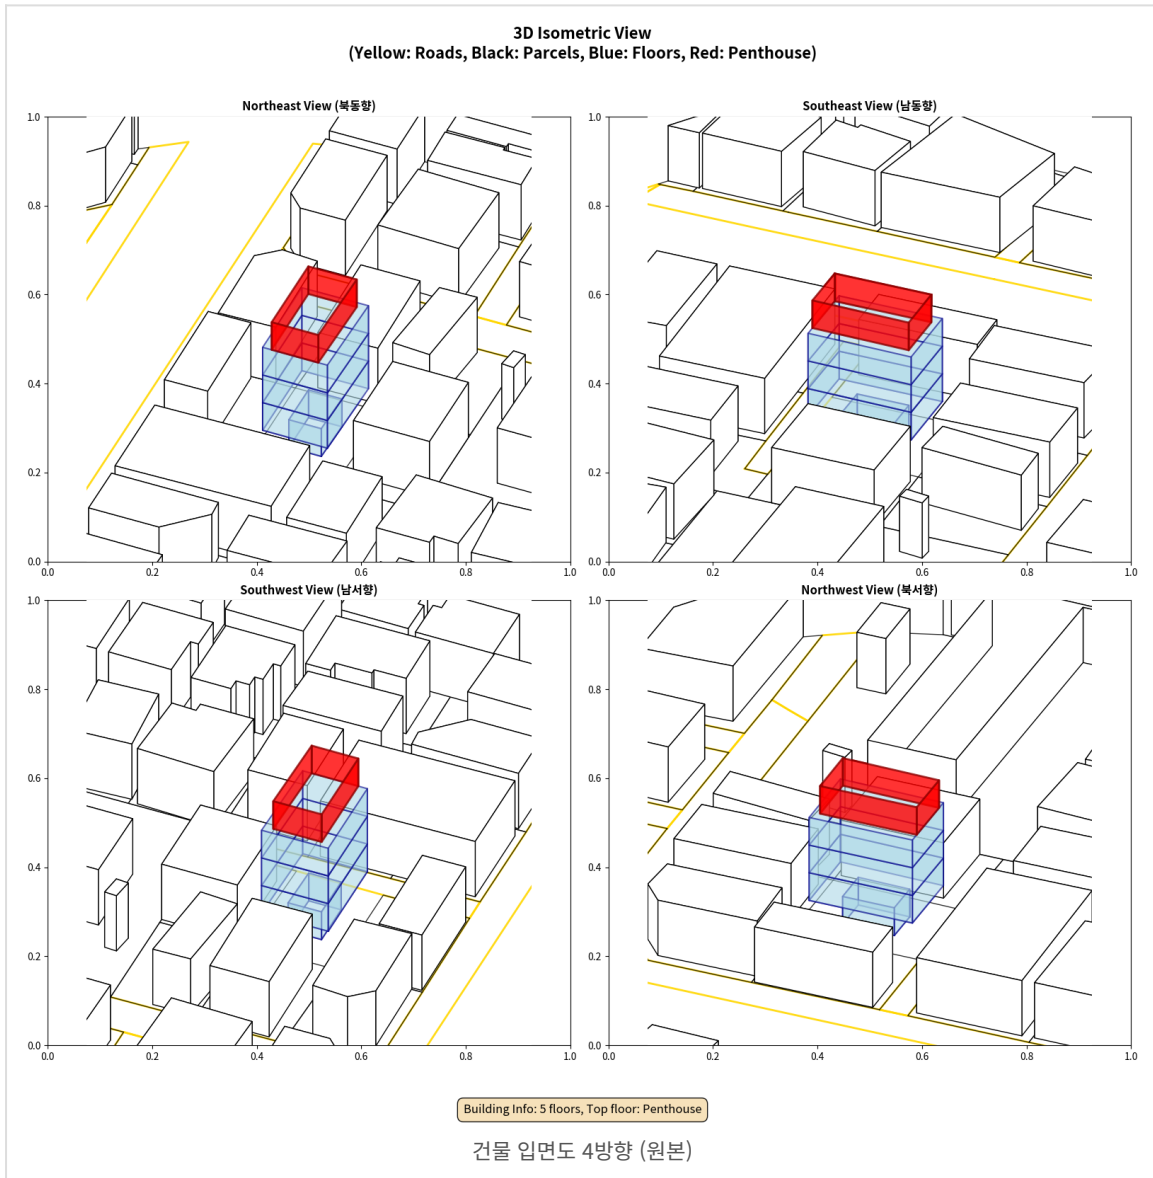 3D Isometric View
(Yellow: Roads, Black: Parcels, Blue: Floors, Red: Penthouse)
Northeast View (북동향)
1.0
0.8
0.6
0.4
0.2
0.0
0.0 0.2 0.4 0.6 0.8 1.0
Southeast View (남동향)
1.0
0.8
0.6
0.4
0.2
0.0
0.0 0.2 0.4 0.6 0.8 1.0
Southwest View (남서향)
1.0
0.8
0.6
0.4
0.2
0.0
0.0 0.2 0.4 0.6 0.8 1.0
Northwest View (북서향)
1.0
0.8
0.6
0.4
0.2
0.0
0.0 0.2 0.4 0.6 0.8 1.0
Building Info: 5 floors, Top floor: Penthouse
건물 입면도 4방향 (원본)